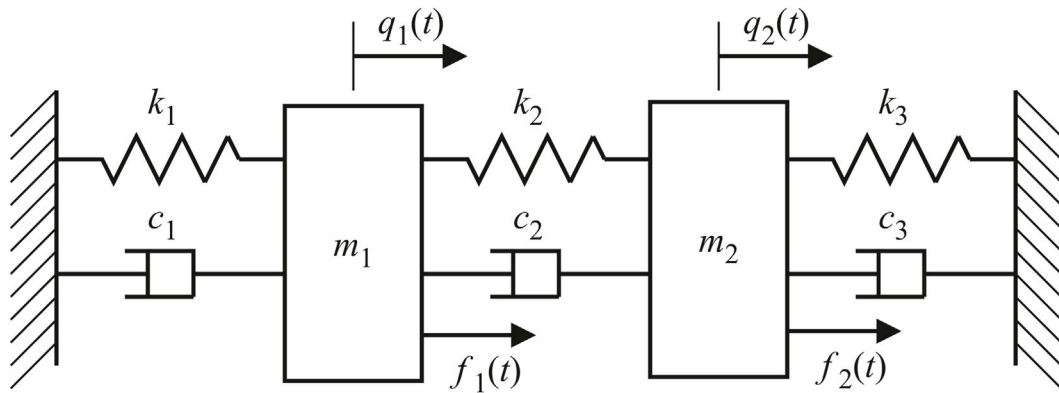 q₁(t) q₂(t)
k₁ k₂ k₃
c₁ c₂ c₃
m₁ m₂
f₁(t) f₂(t)